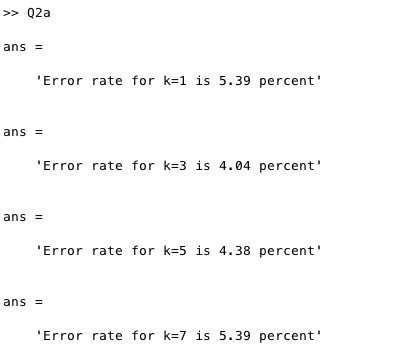 >> Q2a
ans =
'Error rate for k=1 is 5.39 percent'
ans =
'Error rate for k=3 is 4.04 percent'
ans =
'Error rate for k=5 is 4.38 percent'
ans =
'Error rate for k=7 is 5.39 percent'